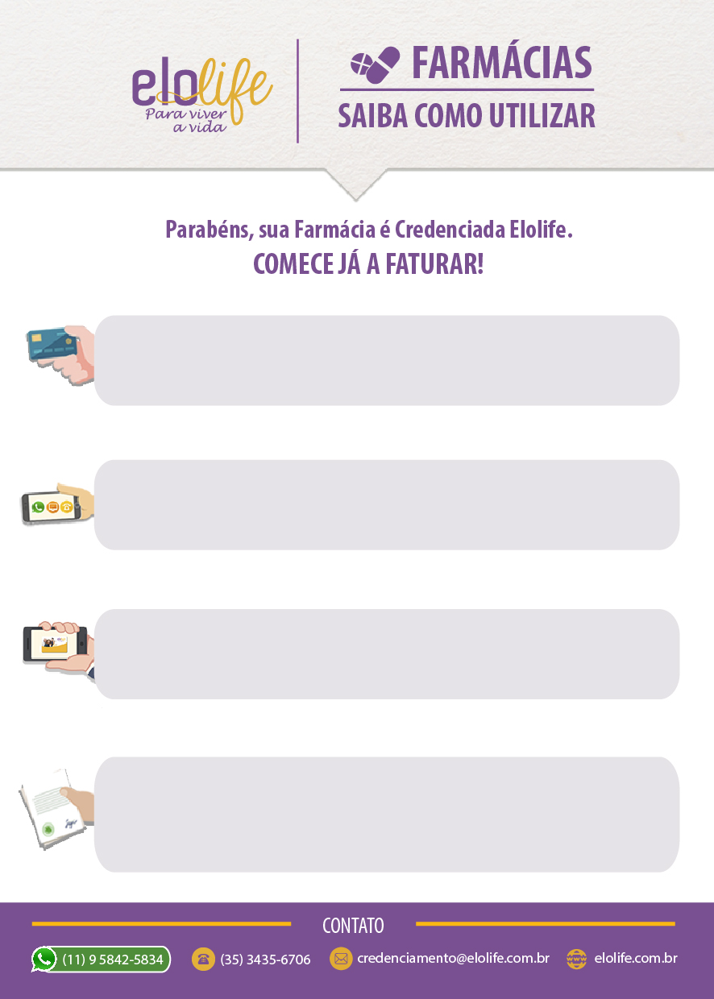 elolife
Para viver
a vida
FARMÁCIAS
SAIBA COMO UTILIZAR
Parabéns, sua Farmácia é Credenciada Elolife.
COMECE JÁ A FATURAR!
CONTATO
(11) 9 5842-5834
(35) 3435-6706
credenciamento@elolife.com.br
elolife.com.br